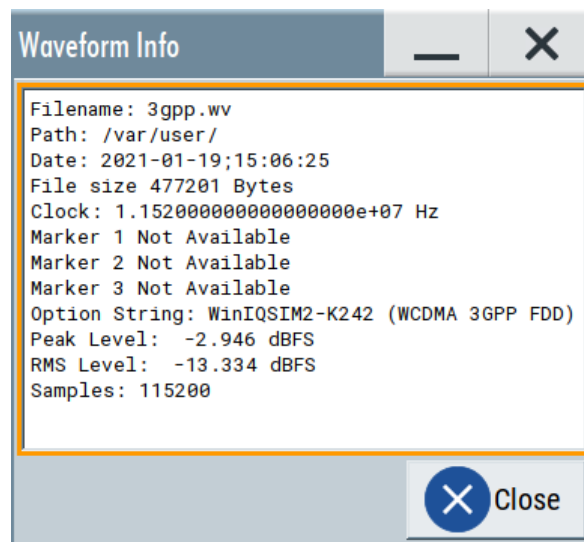 Waveform Info
Filename: 3gpp.wv
Path: /var/user/
Date: 2021-01-19;15:06:25
File size 477201 Bytes
Clock: 1.152000000000000000e+07 Hz
Marker 1 Not Available
Marker 2 Not Available
Marker 3 Not Available
Option String: WinIQSIM2-K242 (WCDMA 3GPP FDD)
Peak Level:  -2.946 dBFS
RMS Level:  -13.334 dBFS
Samples: 115200
Close